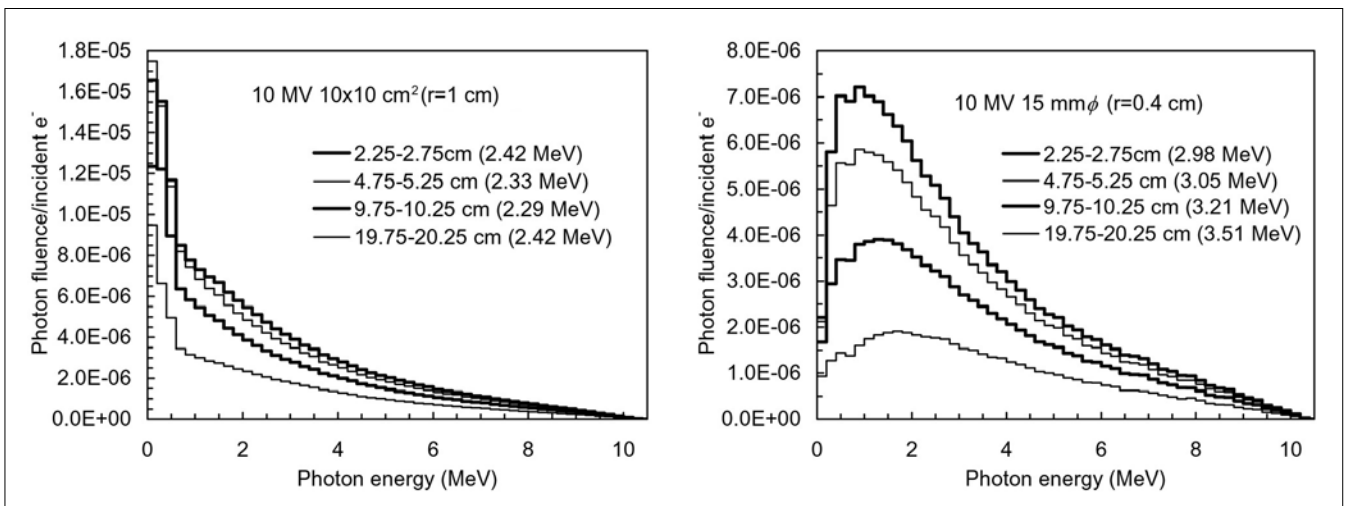 1.8E-05
1.6E-05
1.4E-05
1.2E-05
1.0E-05
8.0E-06
6.0E-06
4.0E-06
2.0E-06
0.0E+00
Photon fluence/incident e⁻
10 MV 10x10 cm²(r=1 cm)
2.25-2.75cm (2.42 MeV)
4.75-5.25 cm (2.33 MeV)
9.75-10.25 cm (2.29 MeV)
19.75-20.25 cm (2.42 MeV)
0 2 4 6 8 10
Photon energy (MeV)
8.0E-06
7.0E-06
6.0E-06
5.0E-06
4.0E-06
3.0E-06
2.0E-06
1.0E-06
0.0E+00
Photon fluence/incident e⁻
10 MV 15 mmϕ (r=0.4 cm)
2.25-2.75cm (2.98 MeV)
4.75-5.25 cm (3.05 MeV)
9.75-10.25 cm (3.21 MeV)
19.75-20.25 cm (3.51 MeV)
0 2 4 6 8 10
Photon energy (MeV)